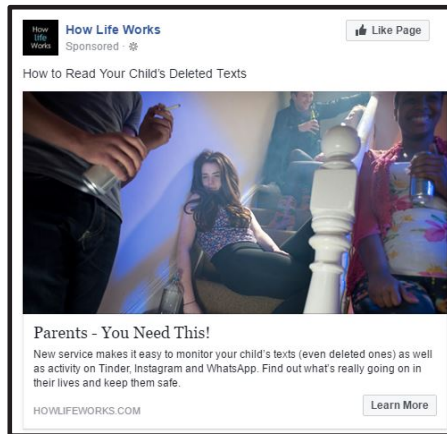 How
life
Works
How Life Works
Sponsored ·
Like Page
How to Read Your Child's Deleted Texts
Parents - You Need This!
New service makes it easy to monitor your child's texts (even deleted ones) as well
as activity on Tinder, Instagram and WhatsApp. Find out what's really going on in
their lives and keep them safe.
HOWLIFEWORKS.COM
Learn More